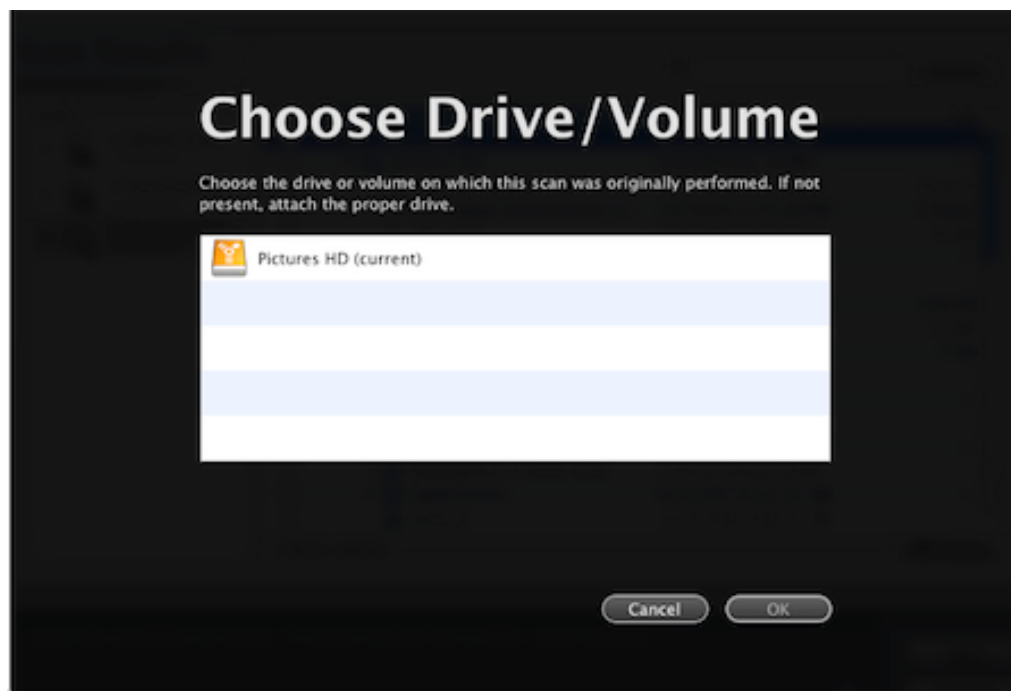 Choose Drive/Volume
Choose the drive or volume on which this scan was originally performed. If not
present, attach the proper drive.
Pictures HD (current)
Cancel
OK